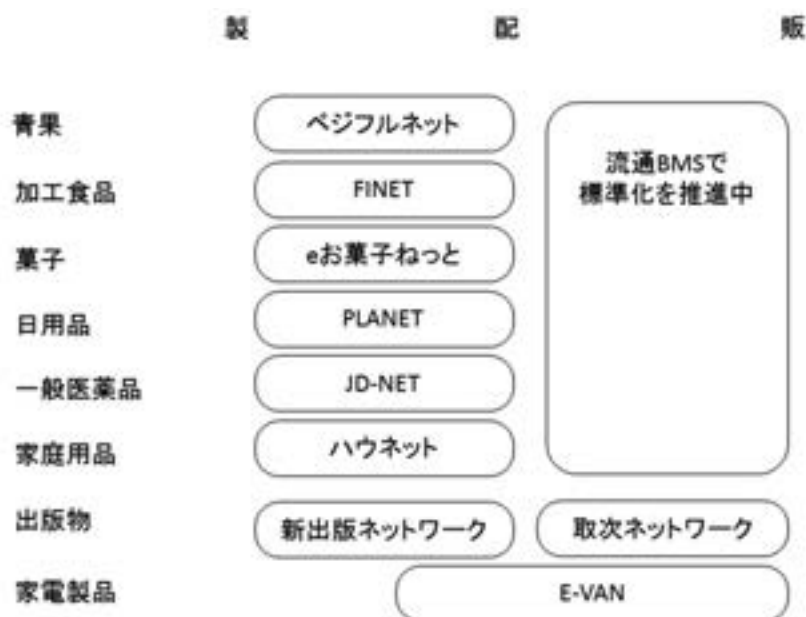 製 配 販
青果 ベジフルネット
流通BMSで
標準化を推進中
加工食品 FINET
菓子 eお菓子ねっと
日用品 PLANET
一般医薬品 JD-NET
家庭用品 ハウネット
出版物 新出版ネットワーク 取次ネットワーク
家電製品 E-VAN